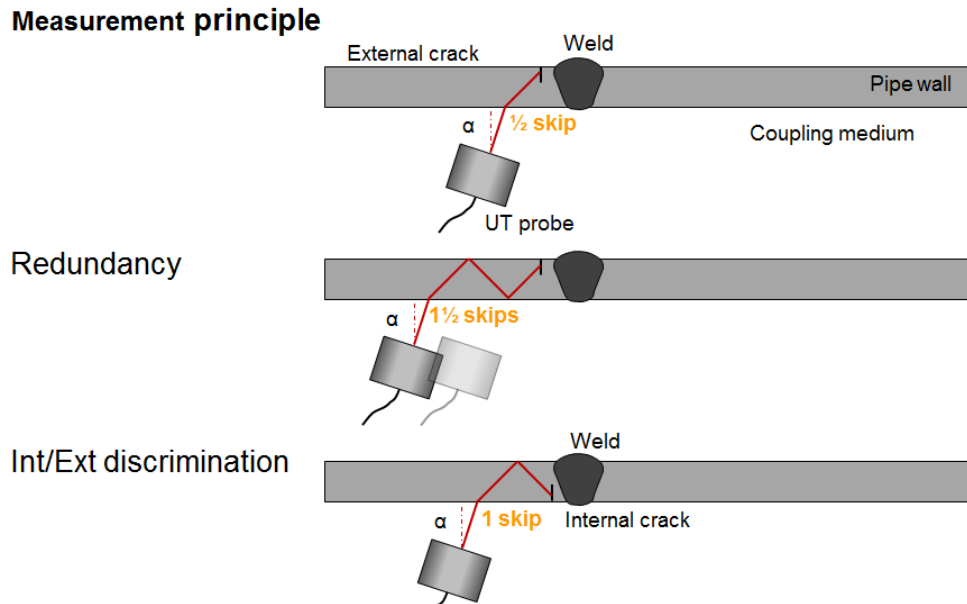 Measurement principle
External crack
Weld
Pipe wall
α
½ skip
Coupling medium
UT probe
Redundancy
α
1½ skips
Int/Ext discrimination
Weld
α
1 skip
Internal crack